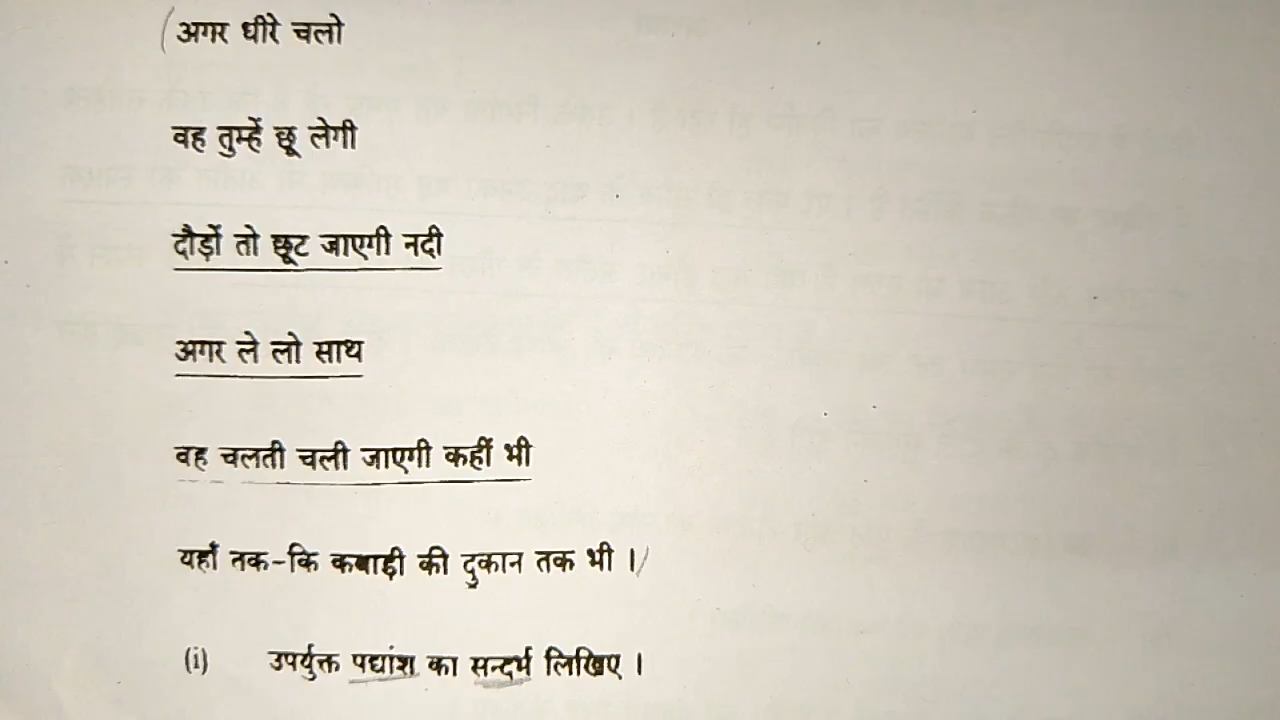 अगर धीरे चलो
वह तुम्हें छू लेगी
दौड़ों तो छूट जाएगी नदी
अगर ले लो साथ
वह चलती चली जाएगी कहीं भी
यहाँ तक-कि कबाड़ी की दुकान तक भी ।
(i) उपर्युक्त पद्यांश का सन्दर्भ लिखिए ।